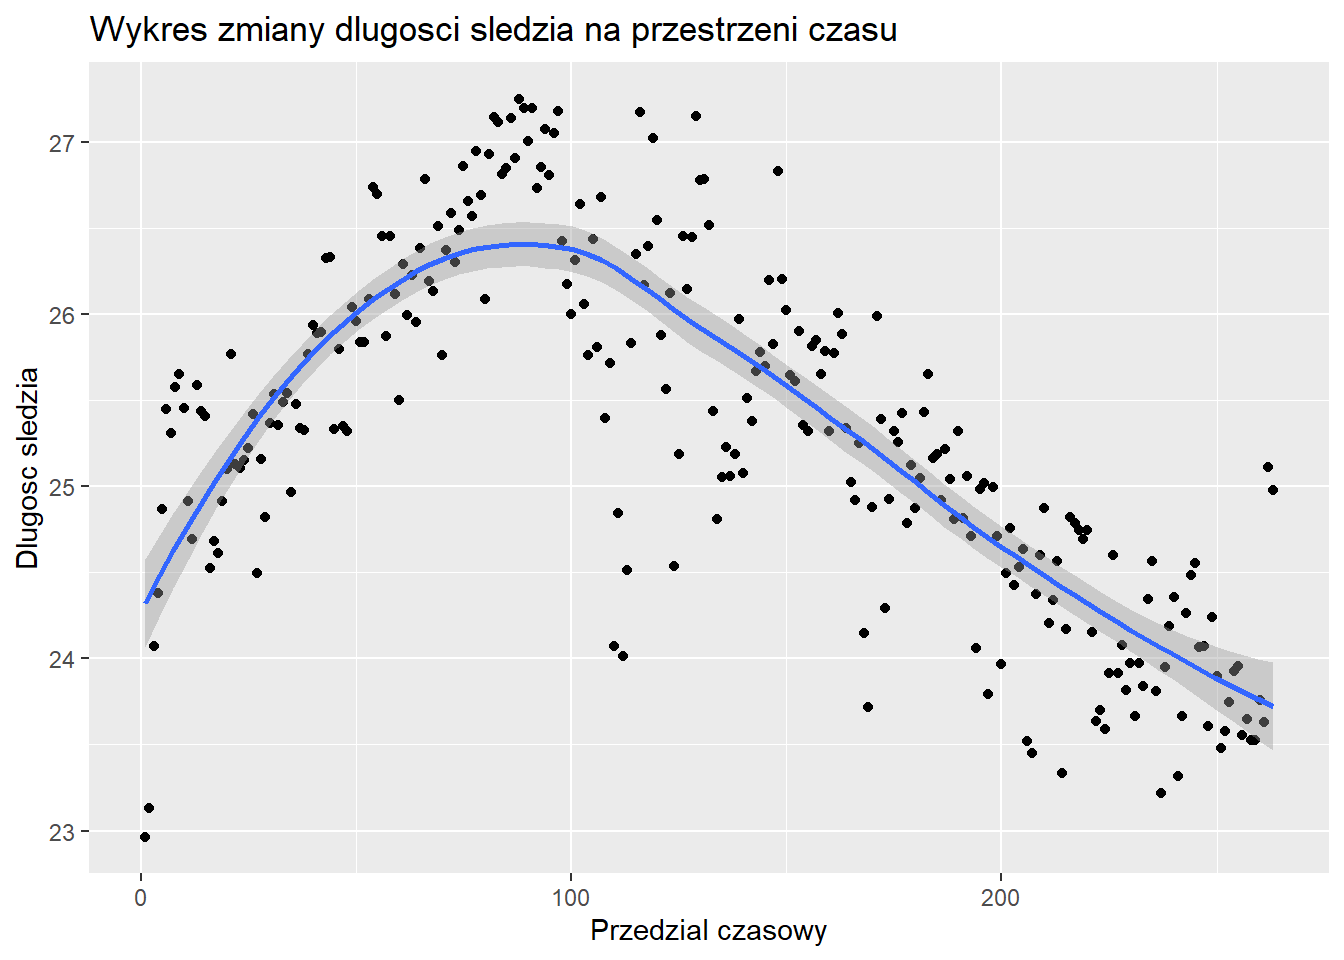 Wykres zmiany dlugosci sledzia na przestrzeni czasu
27
26
25
24
23
Dlugosc sledzia
0 100 200
Przedzial czasowy